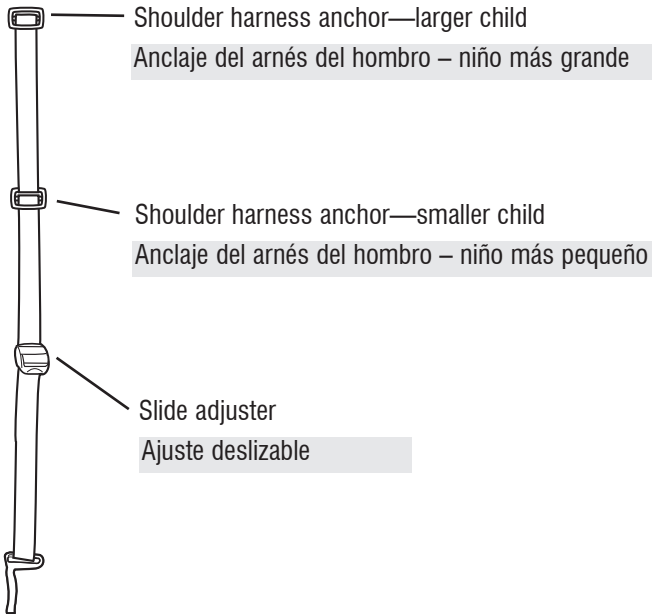 Shoulder harness anchor—larger child
Anclaje del arnés del hombro – niño más grande
Shoulder harness anchor—smaller child
Anclaje del arnés del hombro – niño más pequeño
Slide adjuster
Ajuste deslizable